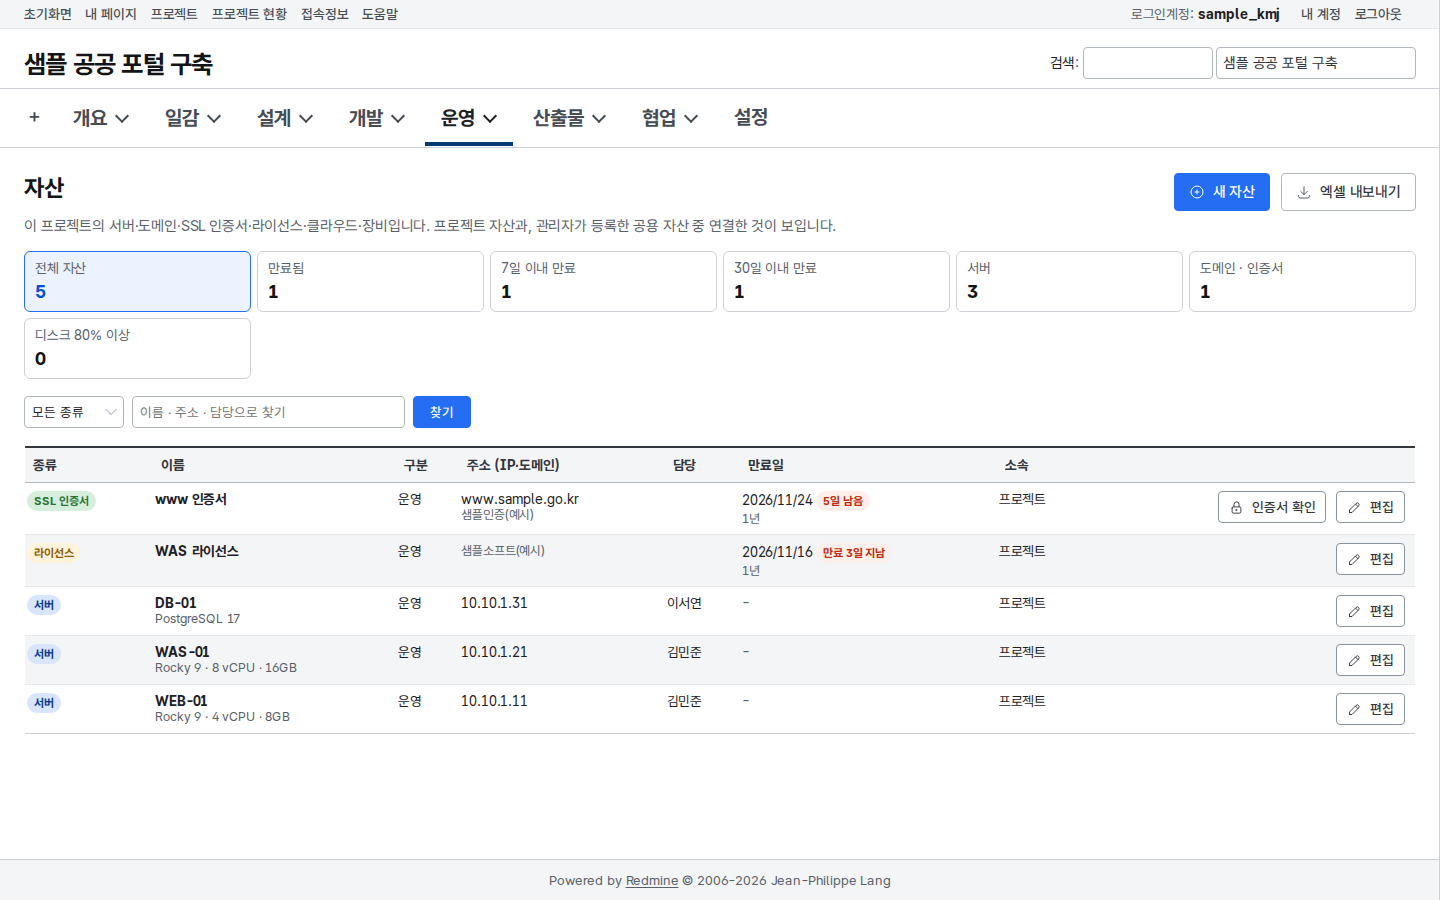 초기화면 내 페이지 프로젝트 프로젝트 현황 접속정보 도움말 로그인계정: sample_kmj 내 계정 로그아웃
샘플 공공 포털 구축 검색: 샘플 공공 포털 구축
+ 개요 일감 설계 개발 운영 산출물 협업 설정
자산 새 자산 엑셀 내보내기
이 프로젝트의 서버·도메인·SSL 인증서·라이선스·클라우드·장비입니다. 프로젝트 자산과, 관리자가 등록한 공용 자산 중 연결한 것이 보입니다.
전체 자산 만료됨 7일 이내 만료 30일 이내 만료 서버 도메인 · 인증서
5 1 1 1 3 1
디스크 80% 이상
0
모든 종류 이름 · 주소 · 담당으로 찾기 찾기
종류 이름 구분 주소 (IP·도메인) 담당 만료일 소속
SSL 인증서 www 인증서 운영 www.sample.go.kr 2026/11/24 5일 남음 프로젝트 인증서 확인 편집
샘플인증(예시) 1년
라이선스 WAS 라이선스 운영 샘플소프트(예시) 2026/11/16 만료 3일 지남 프로젝트 편집
1년
서버 DB-01 운영 10.10.1.31 이서연 - 프로젝트 편집
PostgreSQL 17
서버 WAS-01 운영 10.10.1.21 김민준 - 프로젝트 편집
Rocky 9 · 8 vCPU · 16GB
서버 WEB-01 운영 10.10.1.11 김민준 - 프로젝트 편집
Rocky 9 · 4 vCPU · 8GB
Powered by Redmine © 2006-2026 Jean-Philippe Lang